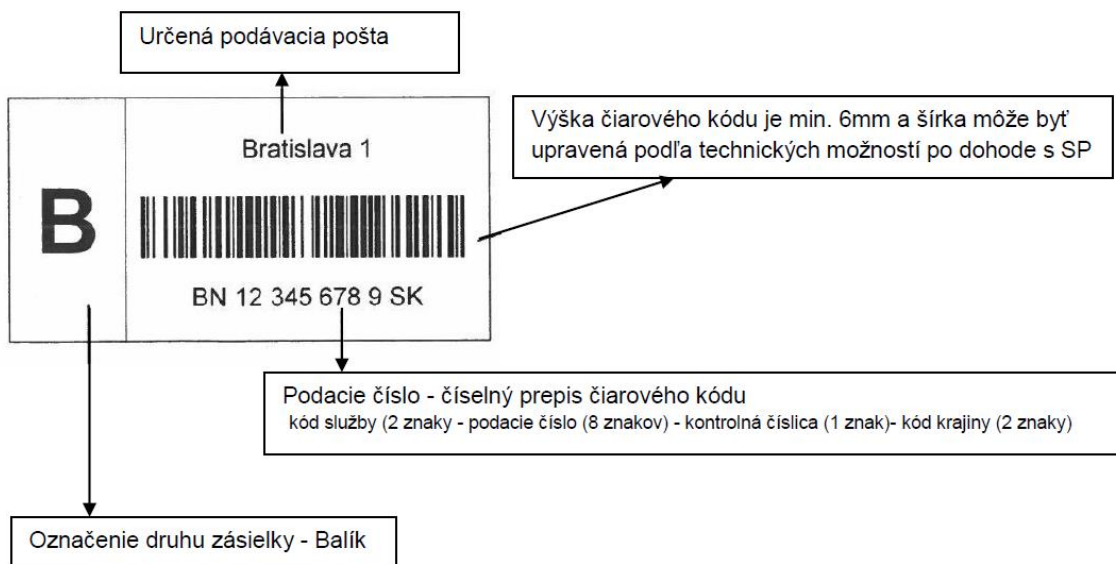 Určená podávacia pošta
Bratislava 1
Výška čiarového kódu je min. 6mm a šírka môže byť
upravená podľa technických možností po dohode s SP
B
BN 12 345 678 9 SK
Podacie číslo - číselný prepis čiarového kódu
kód služby (2 znaky - podacie číslo (8 znakov) - kontrolná číslica (1 znak)- kód krajiny (2 znaky)
Označenie druhu zásielky - Balík